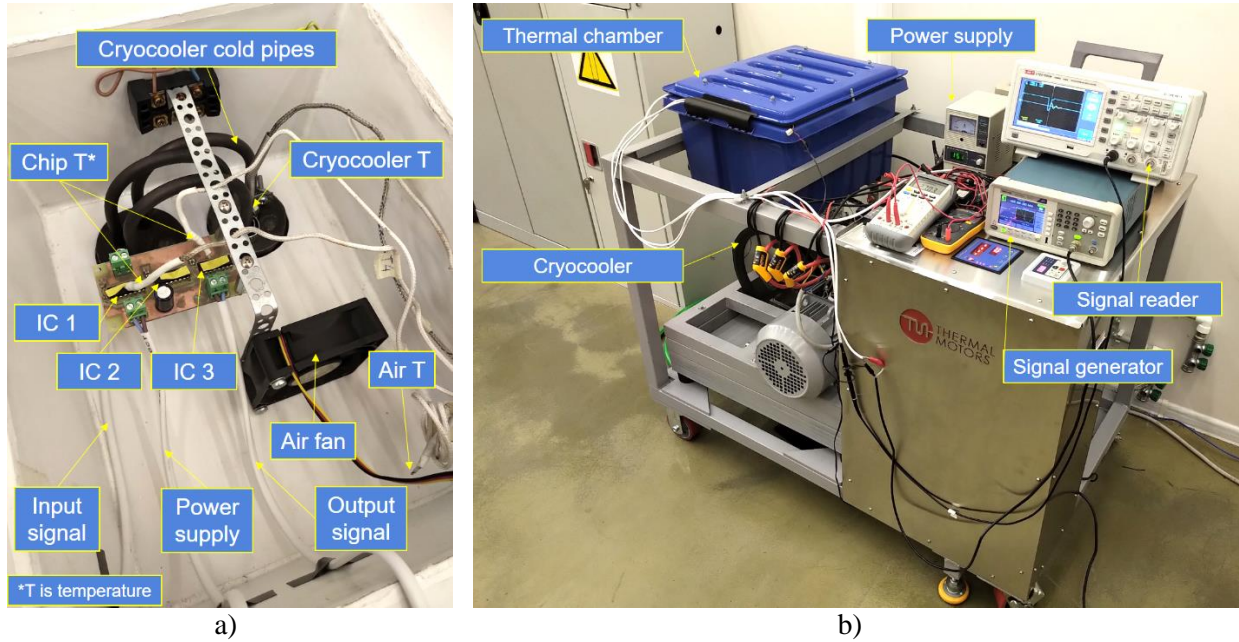 Cryocooler cold pipes
Chip T*
Cryocooler T
IC 1
IC 2
IC 3
Air T
Air fan
Input
signal
Power
supply
Output
signal
*T is temperature
a)
Thermal chamber
Power supply
Cryocooler
Signal reader
Signal generator
THERMAL
MOTORS
b)